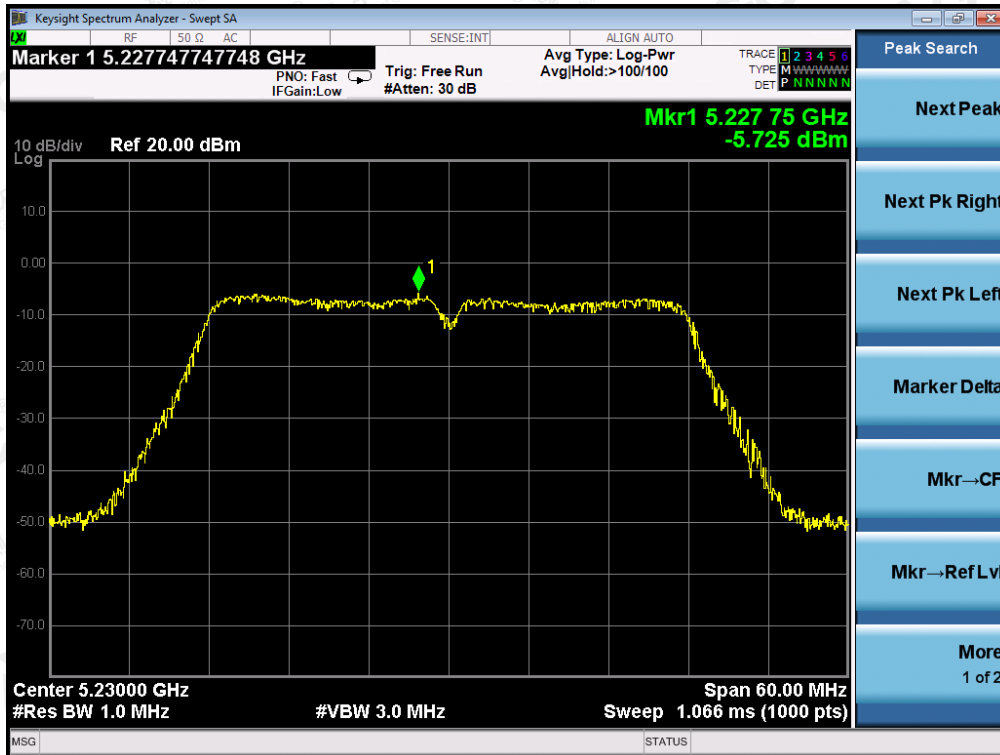 Keysight Spectrum Analyzer - Swept SA
LXI RF 50 Ω AC SENSE:INT ALIGN AUTO
Marker 1 5.227747747748 GHz
PNO: Fast
IFGain:Low
Trig: Free Run
#Atten: 30 dB
Avg Type: Log-Pwr
Avg|Hold:>100/100
TRACE 1 2 3 4 5 6
TYPE M WWWWW
DET P N N N N N
Mkr1 5.227 75 GHz
-5.725 dBm
10 dB/div Ref 20.00 dBm
Log
10.0
0.00
-10.0
-20.0
-30.0
-40.0
-50.0
-60.0
-70.0
1
Center 5.23000 GHz Span 60.00 MHz
#Res BW 1.0 MHz #VBW 3.0 MHz Sweep 1.066 ms (1000 pts)
MSG STATUS
Peak Search
Next Peak
Next Pk Right
Next Pk Left
Marker Delta
Mkr→CF
Mkr→Ref Lvl
More
1 of 2